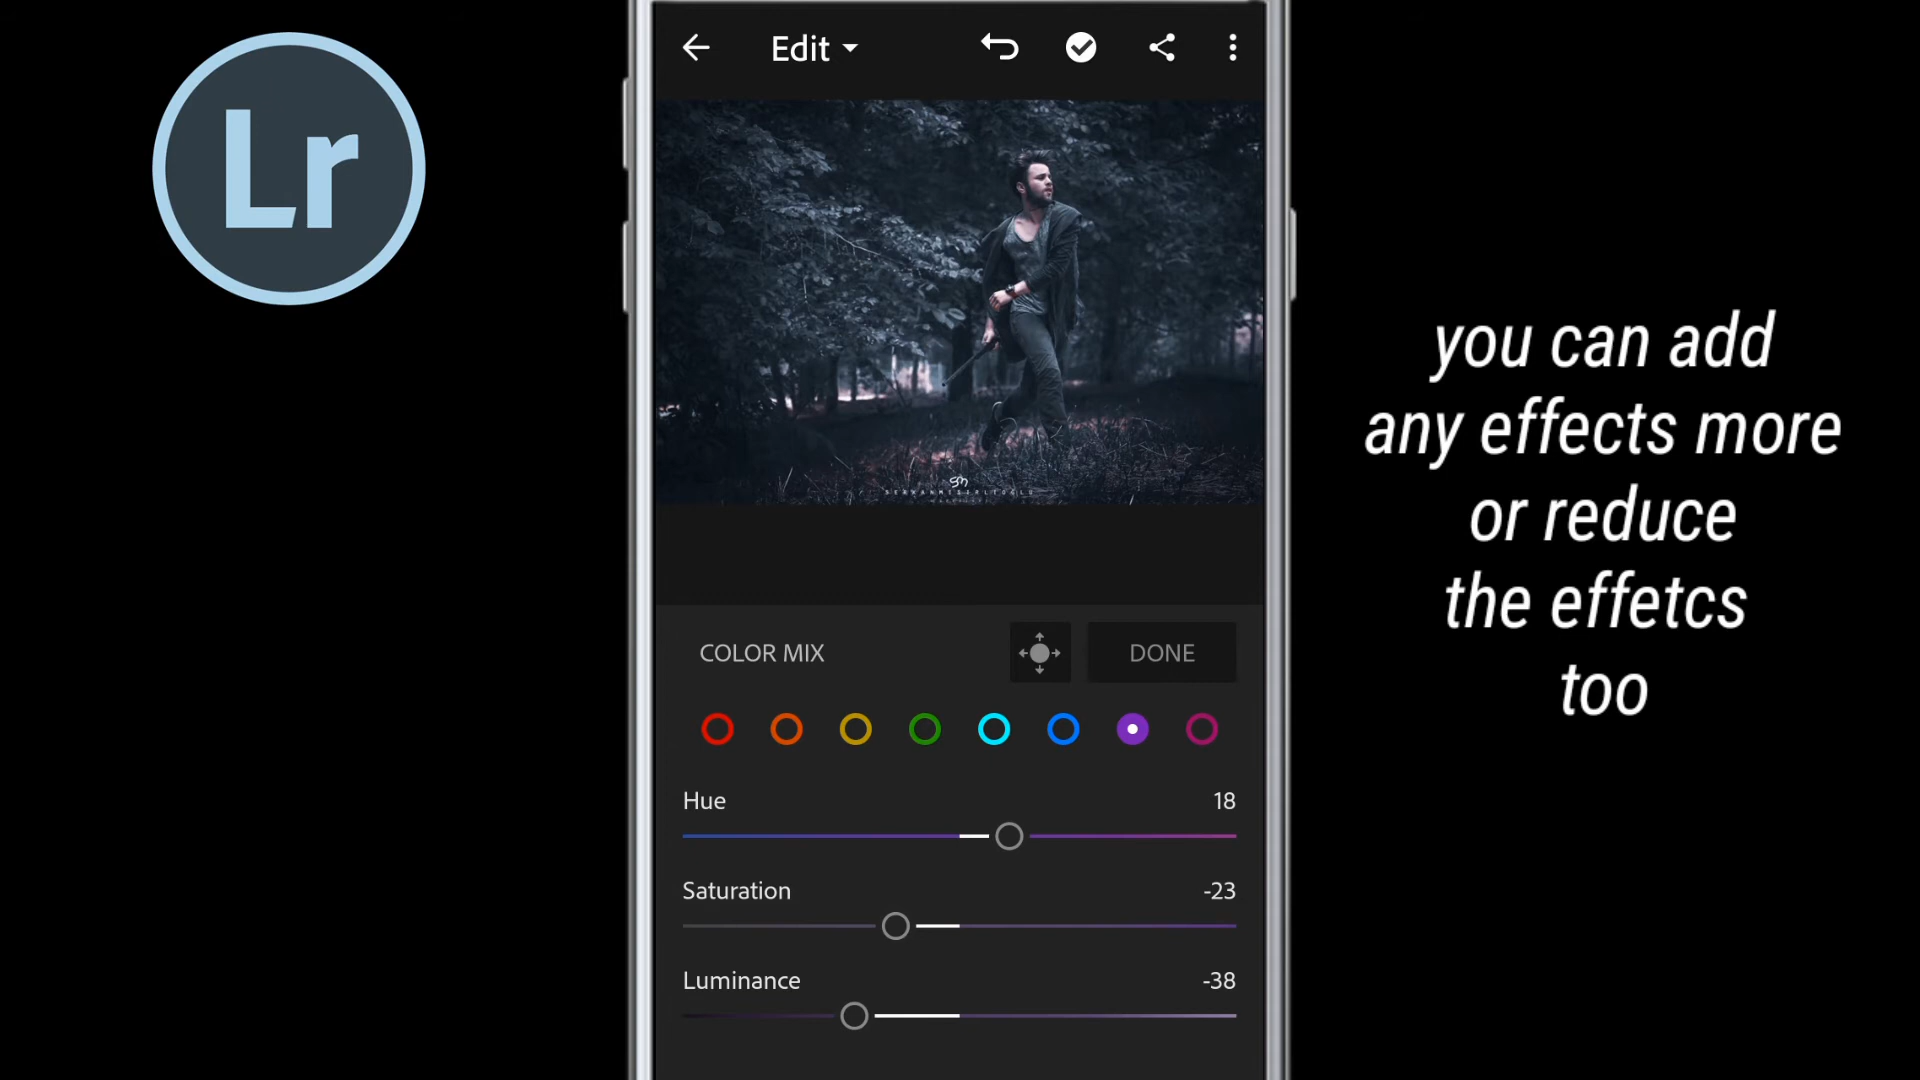 Lr
Edit
you can add
any effects more
or reduce
the effetcs
too
COLOR MIX
DONE
Hue 18
Saturation -23
Luminance -38